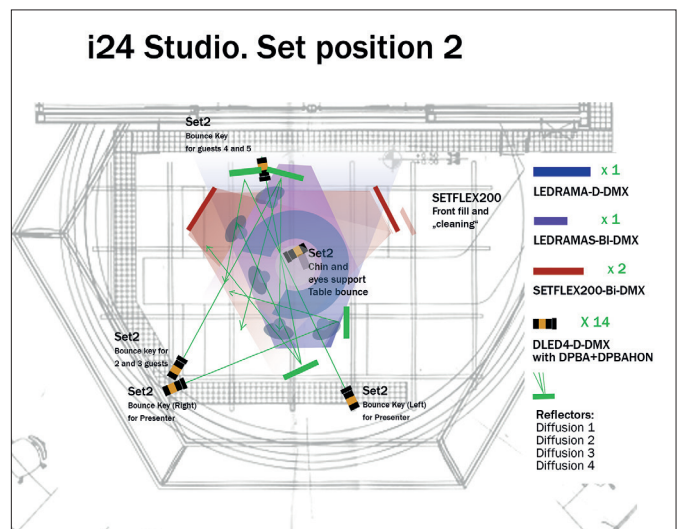 i24 Studio. Set position 2
Set2
Bounce Key
for guests 4 and 5
SETFLEX200
Front fill and
„cleaning“
Set2
Chin and
eyes support
Table bounce
Set2
Bounce key for
2 and 3 guests
Set2
Bounce Key (Right)
for Presenter
Set2
Bounce Key (Left)
for Presenter
x 1
LEDRAMA-D-DMX
x 1
LEDRAMAS-BI-DMX
x 2
SETFLEX200-Bi-DMX
X 14
DLED4-D-DMX
with DPBA+DPBAHON
Reflectors:
Diffusion 1
Diffusion 2
Diffusion 3
Diffusion 4